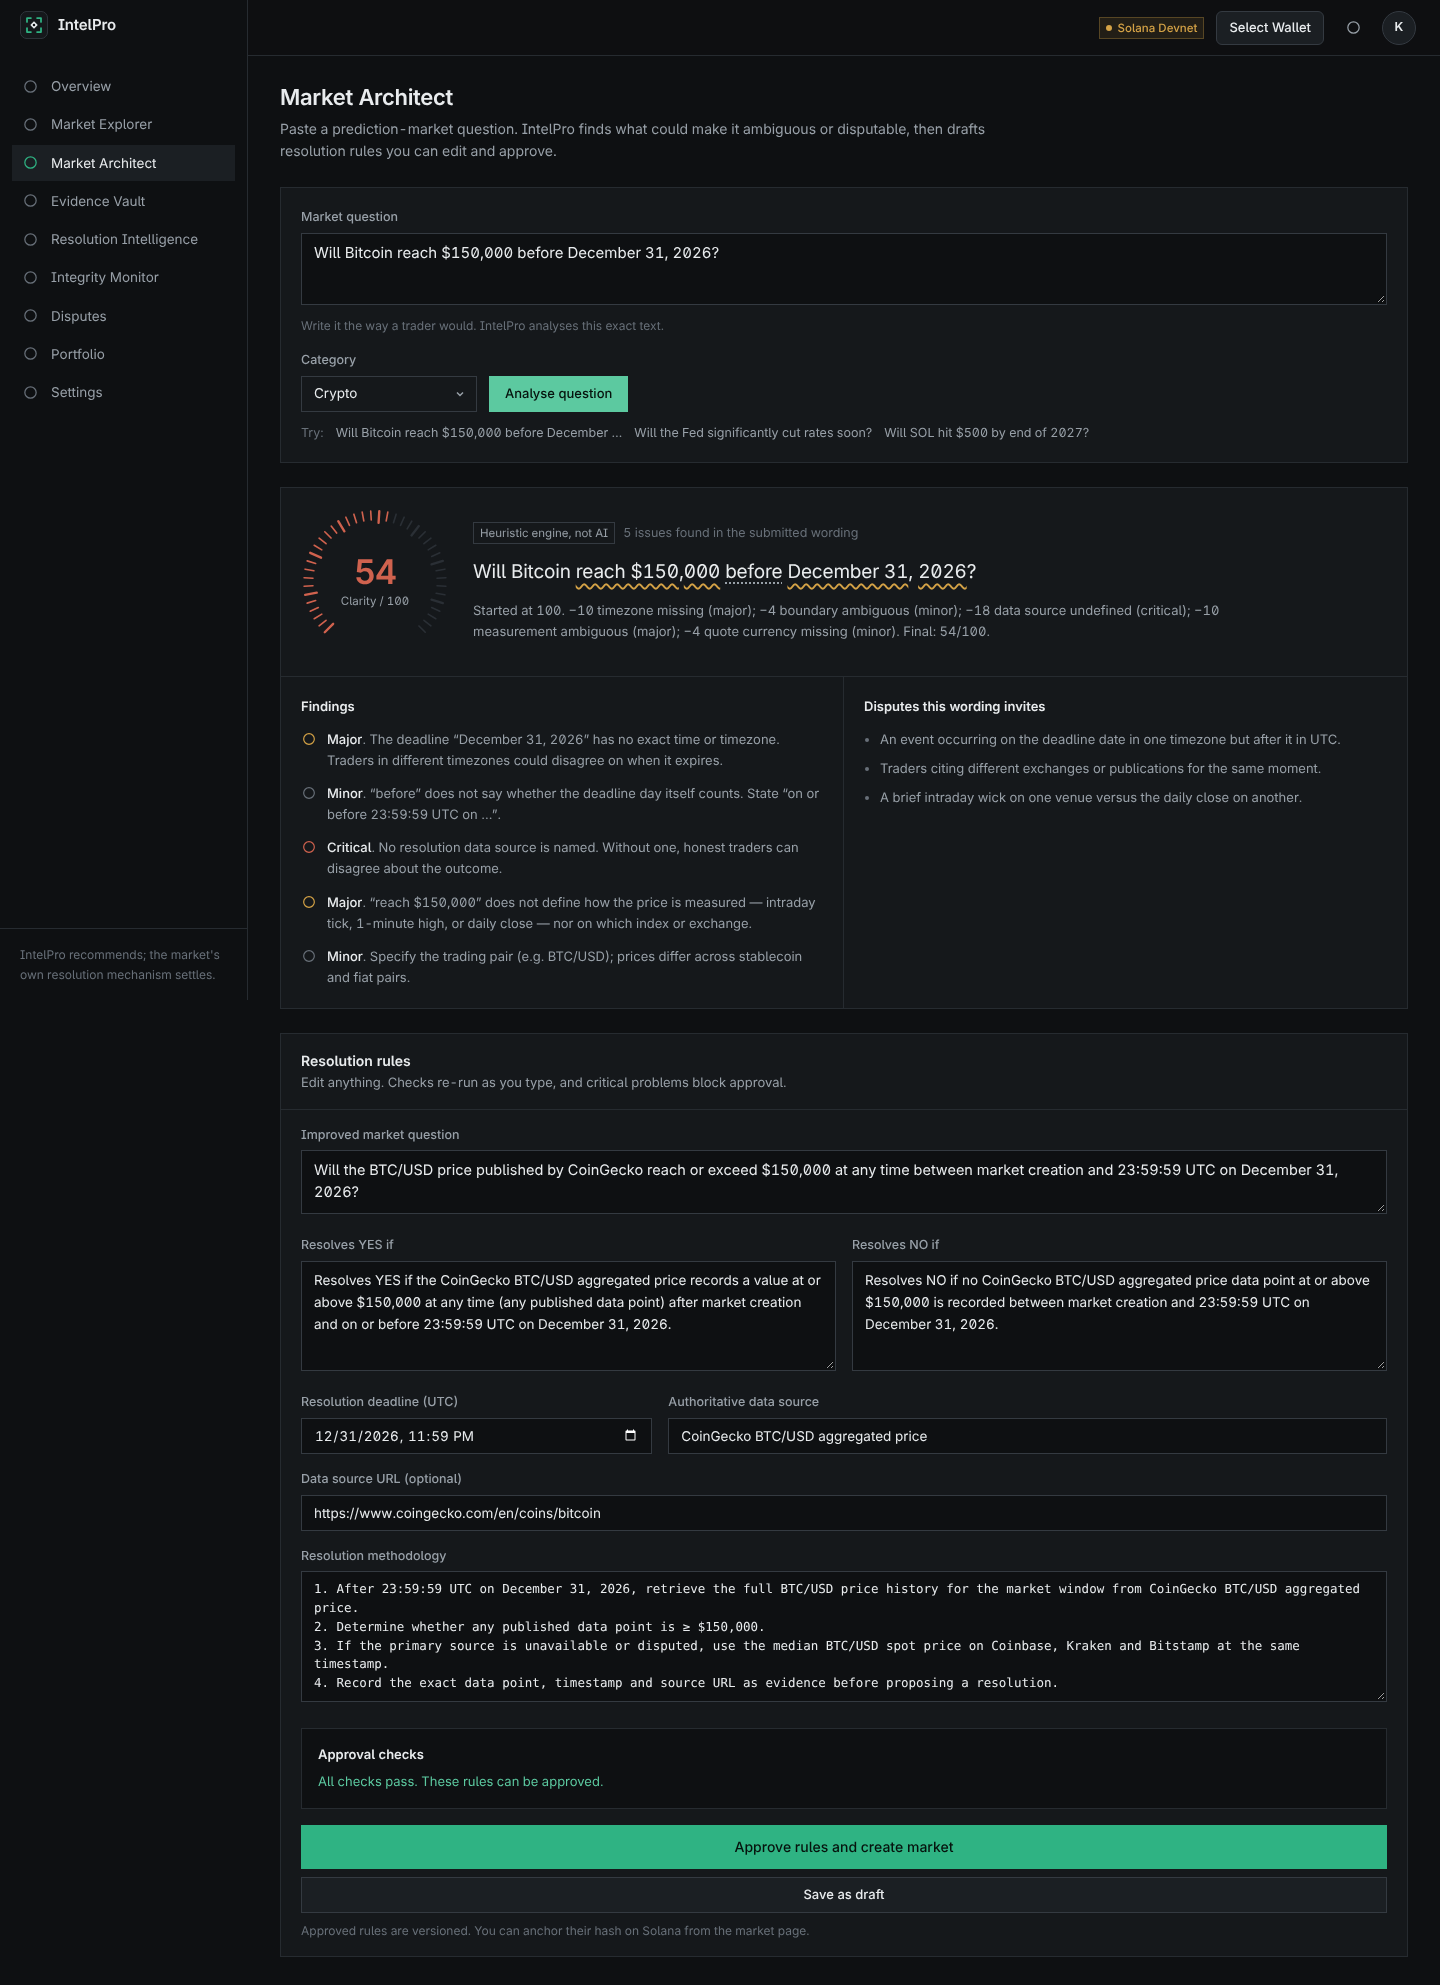 IntelPro
Solana Devnet
Select Wallet
K
Overview
Market Explorer
Market Architect
Evidence Vault
Resolution Intelligence
Integrity Monitor
Disputes
Portfolio
Settings
IntelPro recommends; the market's
own resolution mechanism settles.
Market Architect
Paste a prediction-market question. IntelPro finds what could make it ambiguous or disputable, then drafts
resolution rules you can edit and approve.
Market question
Will Bitcoin reach $150,000 before December 31, 2026?
Write it the way a trader would. IntelPro analyses this exact text.
Category
Crypto
Analyse question
Try: Will Bitcoin reach $150,000 before December ... Will the Fed significantly cut rates soon? Will SOL hit $500 by end of 2027?
54
Clarity / 100
Heuristic engine, not AI
5 issues found in the submitted wording
Will Bitcoin reach $150,000 before December 31, 2026?
Started at 100. −10 timezone missing (major); −4 boundary ambiguous (minor); −18 data source undefined (critical); −10
measurement ambiguous (major); −4 quote currency missing (minor). Final: 54/100.
Findings
Major. The deadline “December 31, 2026” has no exact time or timezone.
Traders in different timezones could disagree on when it expires.
Minor. “before” does not say whether the deadline day itself counts. State “on or
before 23:59:59 UTC on …”.
Critical. No resolution data source is named. Without one, honest traders can
disagree about the outcome.
Major. “reach $150,000” does not define how the price is measured — intraday
tick, 1-minute high, or daily close — nor on which index or exchange.
Minor. Specify the trading pair (e.g. BTC/USD); prices differ across stablecoin
and fiat pairs.
Disputes this wording invites
An event occurring on the deadline date in one timezone but after it in UTC.
Traders citing different exchanges or publications for the same moment.
A brief intraday wick on one venue versus the daily close on another.
Resolution rules
Edit anything. Checks re-run as you type, and critical problems block approval.
Improved market question
Will the BTC/USD price published by CoinGecko reach or exceed $150,000 at any time between market creation and 23:59:59 UTC on December 31,
2026?
Resolves YES if
Resolves YES if the CoinGecko BTC/USD aggregated price records a value at or
above $150,000 at any time (any published data point) after market creation
and on or before 23:59:59 UTC on December 31, 2026.
Resolves NO if
Resolves NO if no CoinGecko BTC/USD aggregated price data point at or above
$150,000 is recorded between market creation and 23:59:59 UTC on
December 31, 2026.
Resolution deadline (UTC)
12/31/2026, 11:59 PM
Authoritative data source
CoinGecko BTC/USD aggregated price
Data source URL (optional)
https://www.coingecko.com/en/coins/bitcoin
Resolution methodology
1. After 23:59:59 UTC on December 31, 2026, retrieve the full BTC/USD price history for the market window from CoinGecko BTC/USD aggregated
price.
2. Determine whether any published data point is ≥ $150,000.
3. If the primary source is unavailable or disputed, use the median BTC/USD spot price on Coinbase, Kraken and Bitstamp at the same
timestamp.
4. Record the exact data point, timestamp and source URL as evidence before proposing a resolution.
Approval checks
All checks pass. These rules can be approved.
Approve rules and create market
Save as draft
Approved rules are versioned. You can anchor their hash on Solana from the market page.